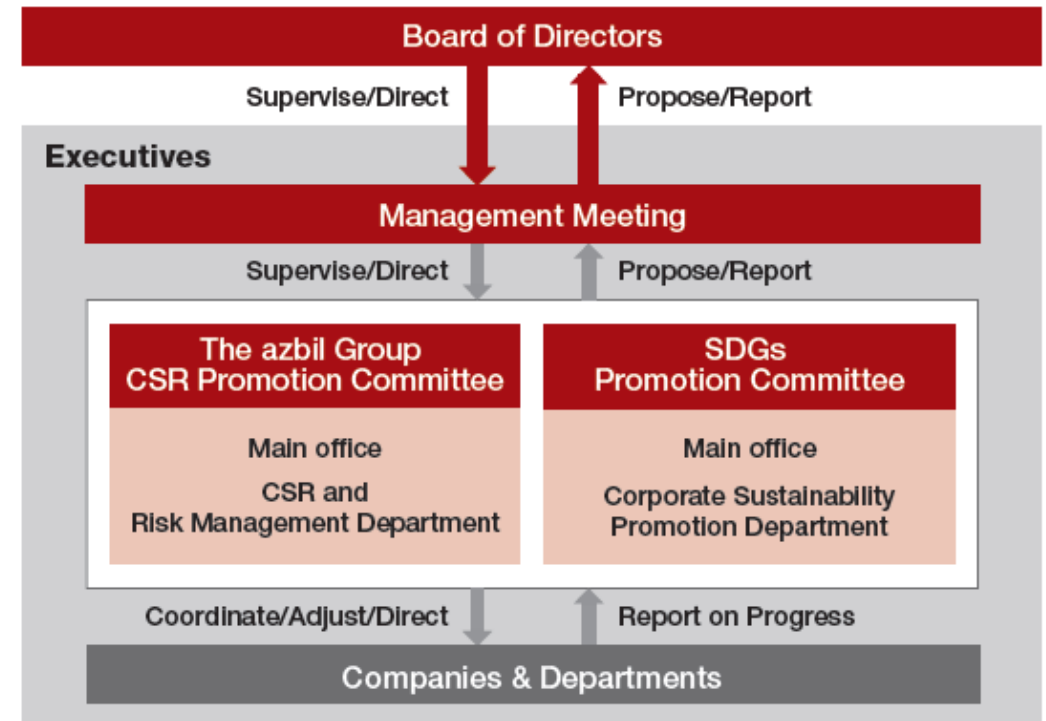 Board of Directors
Supervise/Direct
Propose/Report
Executives
Management Meeting
Supervise/Direct
Propose/Report
The azbil Group
CSR Promotion Committee
Main office
CSR and
Risk Management Department
SDGs
Promotion Committee
Main office
Corporate Sustainability
Promotion Department
Coordinate/Adjust/Direct
Report on Progress
Companies & Departments